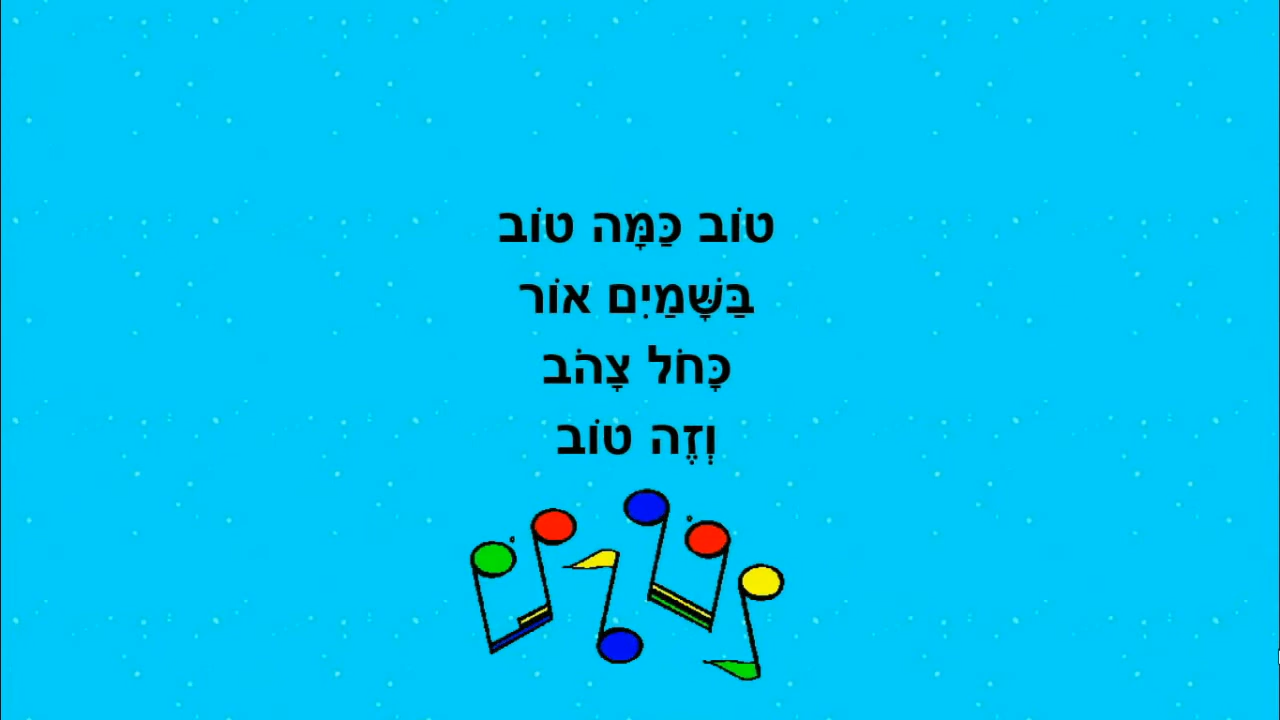 טוֹב כַּמָּה טוֹב
בַּשָּׁמַיִם אוֹר
כָּחֹל צָהֹב
וְזֶה טוֹב